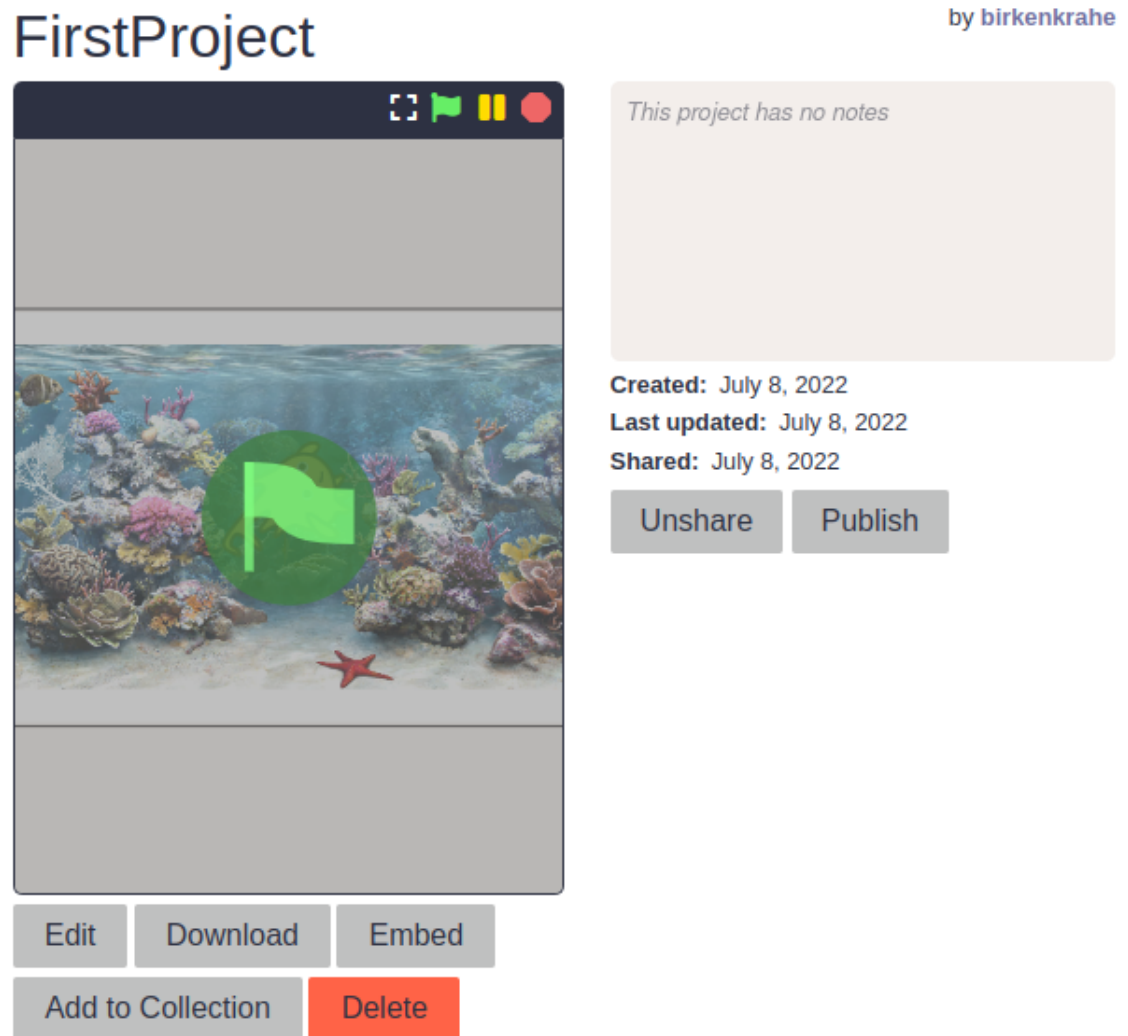 FirstProject
by birkenkrahe
This project has no notes
Created: July 8, 2022
Last updated: July 8, 2022
Shared: July 8, 2022
Unshare
Publish
Edit
Download
Embed
Add to Collection
Delete